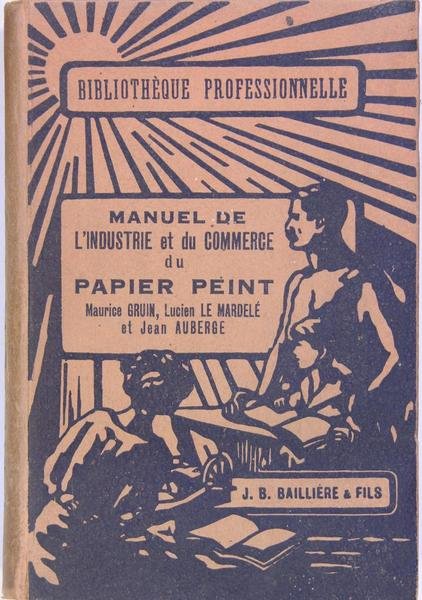 BIBLIOTHÈQUE PROFESSIONNELLE
MANUEL DE
L'INDUSTRIE et du COMMERCE
du
PAPIER PEINT
Maurice GRUIN, Lucien LE MARDELÉ
et Jean AUBERGE
J. B. BAILLIÈRE & FILS